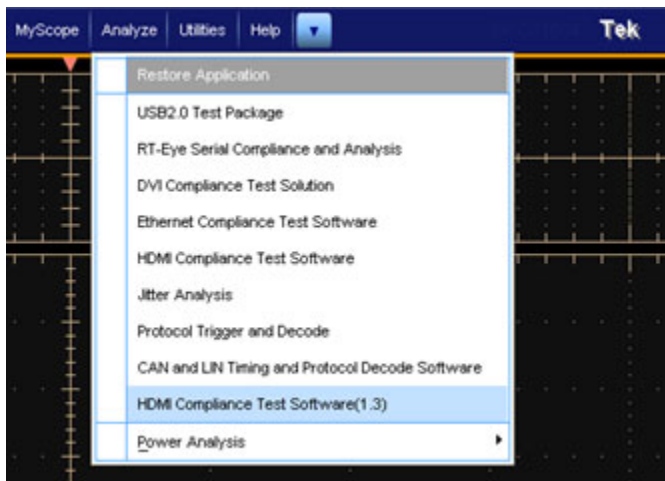 MyScope Analyze Utilities Help Tek
Restore Application
USB2.0 Test Package
RT-Eye Serial Compliance and Analysis
DVI Compliance Test Solution
Ethernet Compliance Test Software
HDMI Compliance Test Software
Jitter Analysis
Protocol Trigger and Decode
CAN and LIN Timing and Protocol Decode Software
HDMI Compliance Test Software(1.3)
Power Analysis